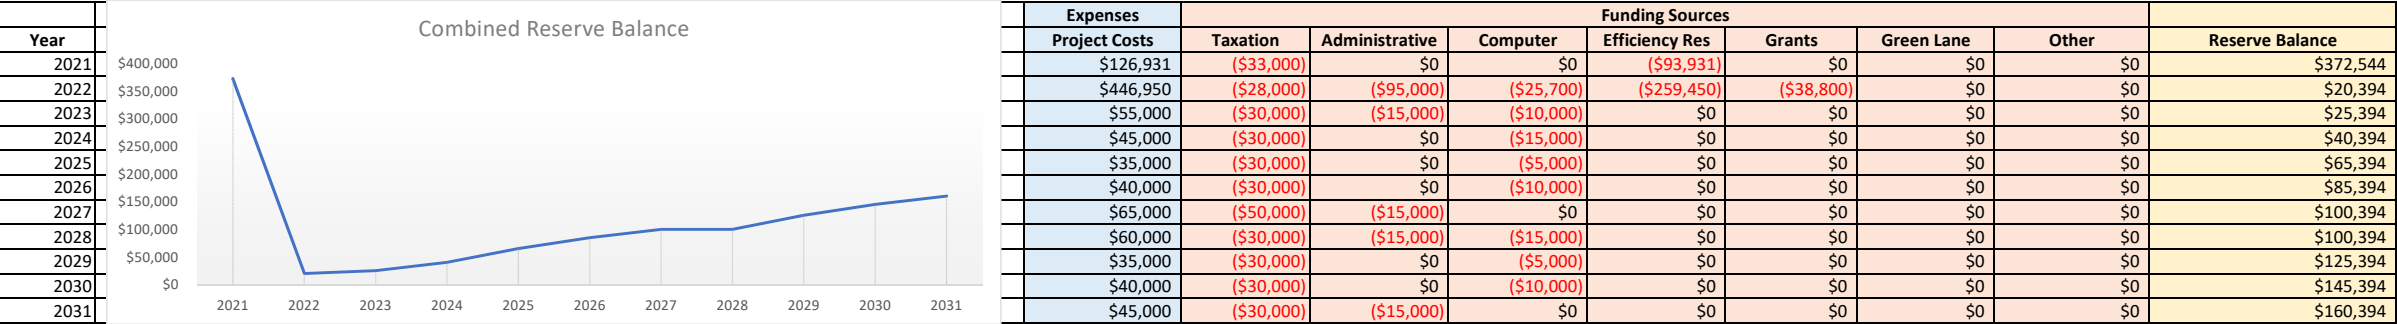 Expenses Funding Sources
Year Combined Reserve Balance Project Costs Taxation Administrative Computer Efficiency Res Grants Green Lane Other Reserve Balance
2021 $400,000 $126,931 ($33,000) $0 $0 ($93,931) $0 $0 $0 $372,544
2022 $350,000 $446,950 ($28,000) ($95,000) ($25,700) ($259,450) ($38,800) $0 $0 $20,394
2023 $300,000 $55,000 ($30,000) ($15,000) ($10,000) $0 $0 $0 $0 $25,394
2024 $250,000 $45,000 ($30,000) $0 ($15,000) $0 $0 $0 $0 $40,394
2025 $200,000 $35,000 ($30,000) $0 ($5,000) $0 $0 $0 $0 $65,394
2026 $150,000 $40,000 ($30,000) $0 ($10,000) $0 $0 $0 $0 $85,394
2027 $100,000 $65,000 ($50,000) ($15,000) $0 $0 $0 $0 $0 $100,394
2028 $50,000 $60,000 ($30,000) ($15,000) ($15,000) $0 $0 $0 $0 $100,394
2029 $0 $35,000 ($30,000) $0 ($5,000) $0 $0 $0 $0 $125,394
2030 $40,000 ($30,000) $0 ($10,000) $0 $0 $0 $0 $145,394
2031 2021 2022 2023 2024 2025 2026 2027 2028 2029 2030 2031 $45,000 ($30,000) ($15,000) $0 $0 $0 $0 $0 $160,394